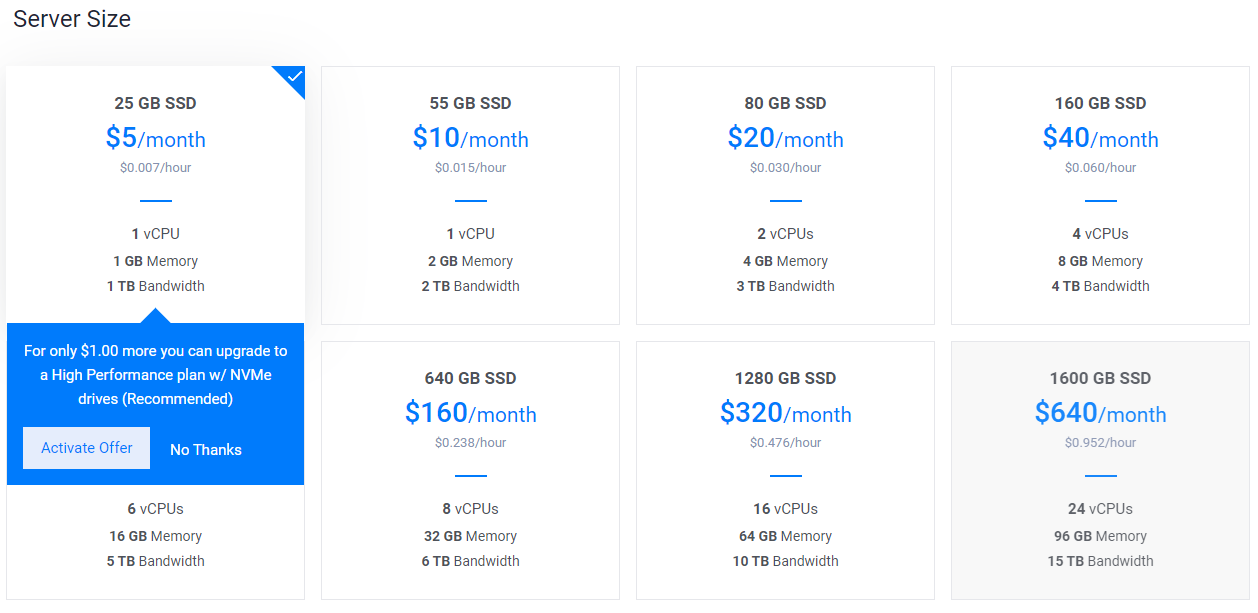 Server Size
25 GB SSD
$5/month
$0.007/hour
1 vCPU
1 GB Memory
1 TB Bandwidth
55 GB SSD
$10/month
$0.015/hour
1 vCPU
2 GB Memory
2 TB Bandwidth
80 GB SSD
$20/month
$0.030/hour
2 vCPUs
4 GB Memory
3 TB Bandwidth
160 GB SSD
$40/month
$0.060/hour
4 vCPUs
8 GB Memory
4 TB Bandwidth
For only $1.00 more you can upgrade to
a High Performance plan w/ NVMe
drives (Recommended)
Activate Offer
No Thanks
6 vCPUs
16 GB Memory
5 TB Bandwidth
640 GB SSD
$160/month
$0.238/hour
8 vCPUs
32 GB Memory
6 TB Bandwidth
1280 GB SSD
$320/month
$0.476/hour
16 vCPUs
64 GB Memory
10 TB Bandwidth
1600 GB SSD
$640/month
$0.952/hour
24 vCPUs
96 GB Memory
15 TB Bandwidth